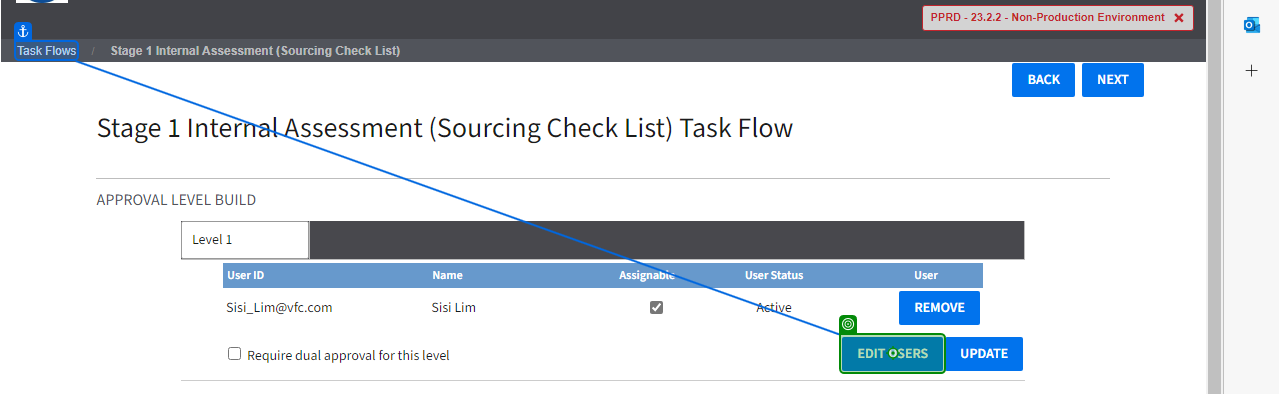 PPRD - 23.2.2 - Non-Production Environment
Task Flows / Stage 1 Internal Assessment (Sourcing Check List)
BACK NEXT
Stage 1 Internal Assessment (Sourcing Check List) Task Flow
APPROVAL LEVEL BUILD
Level 1
User ID Name Assignable User Status User
Sisi_Lim@vfc.com Sisi Lim Active REMOVE
Require dual approval for this level EDIT USERS UPDATE